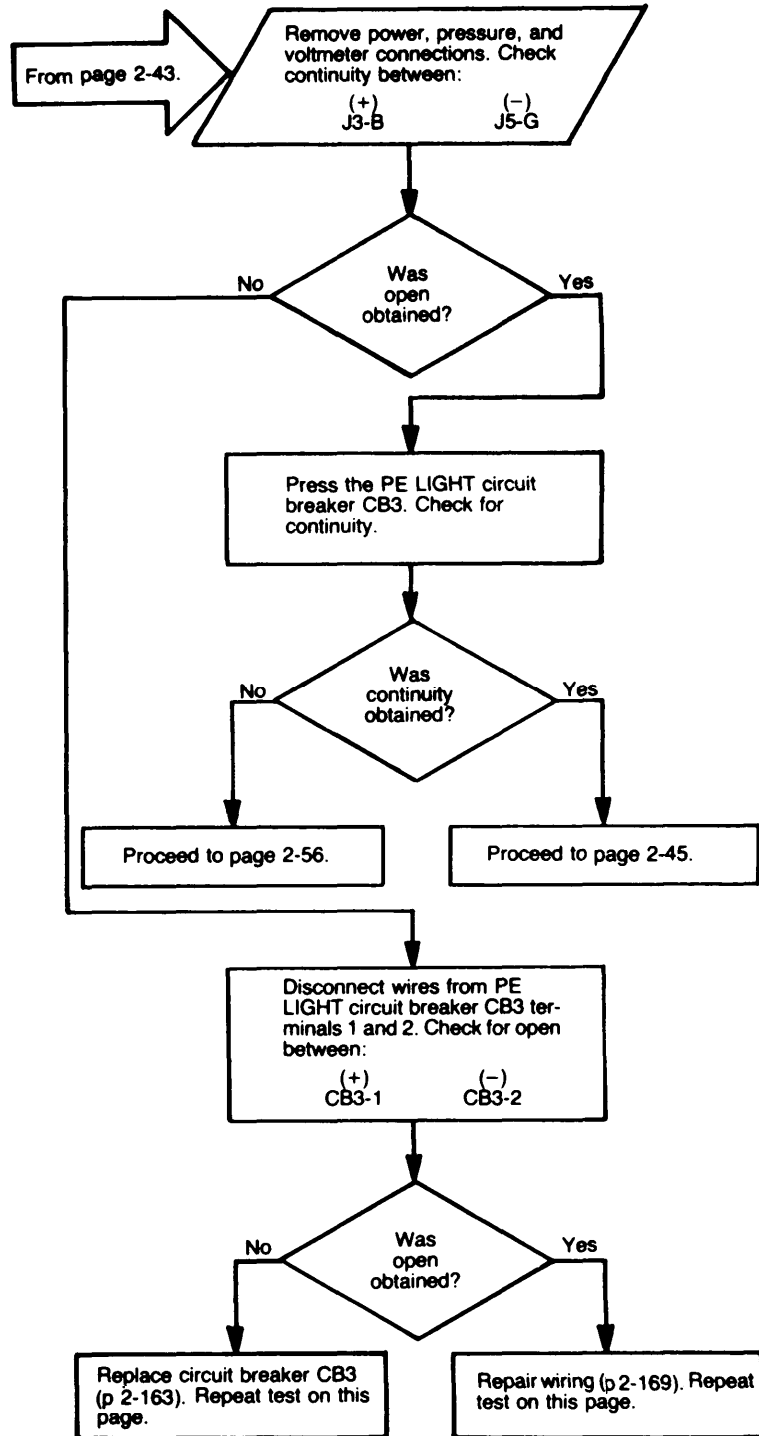 From page 2-43.
Remove power, pressure, and
voltmeter connections. Check
continuity between:
(+) (−)
J3-B J5-G
No
Was
open
obtained?
Yes
Press the PE LIGHT circuit
breaker CB3. Check for
continuity.
No
Was
continuity
obtained?
Yes
Proceed to page 2-56.
Proceed to page 2-45.
Disconnect wires from PE
LIGHT circuit breaker CB3 ter-
minals 1 and 2. Check for open
between:
(+) (−)
CB3-1 CB3-2
No
Was
open
obtained?
Yes
Replace circuit breaker CB3
(p 2-163). Repeat test on this
page.
Repair wiring (p 2-169). Repeat
test on this page.